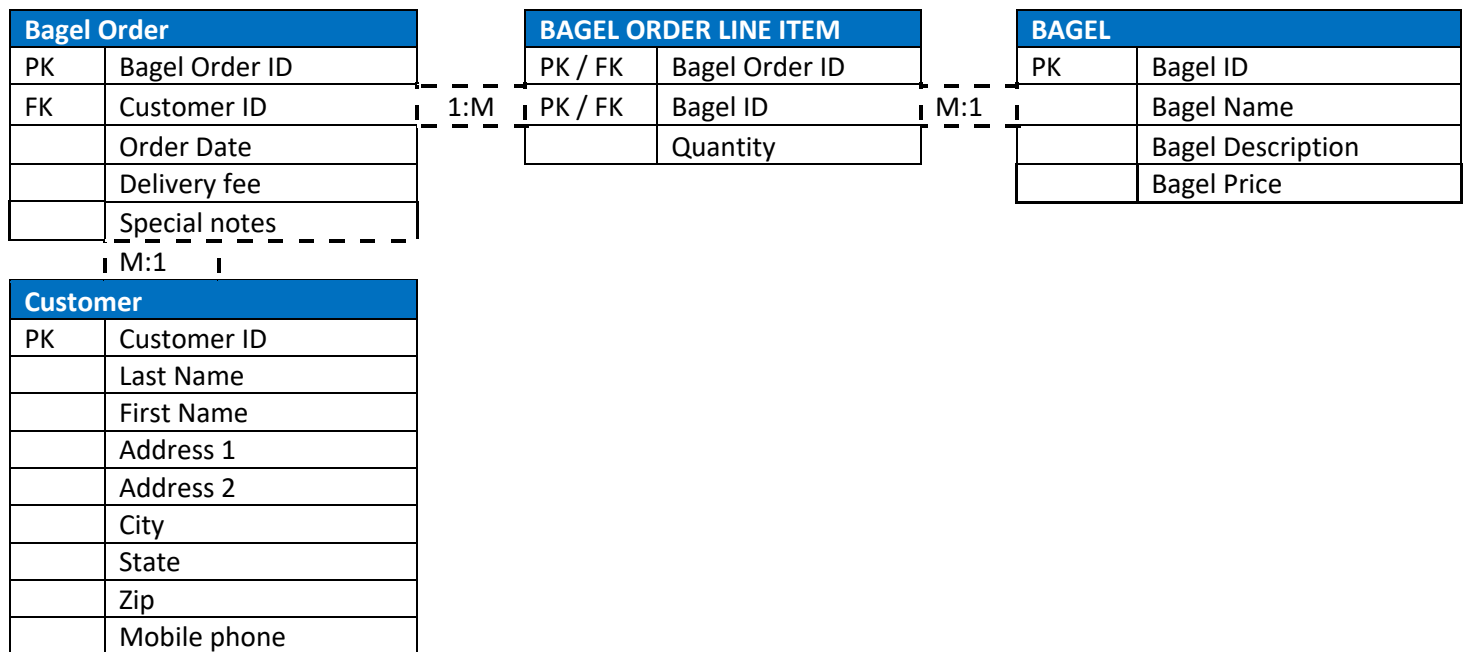 Bagel Order
PK Bagel Order ID
FK Customer ID
Order Date
Delivery fee
Special notes
1:M
BAGEL ORDER LINE ITEM
PK / FK Bagel Order ID
PK / FK Bagel ID
Quantity
M:1
BAGEL
PK Bagel ID
Bagel Name
Bagel Description
Bagel Price
M:1
Customer
PK Customer ID
Last Name
First Name
Address 1
Address 2
City
State
Zip
Mobile phone